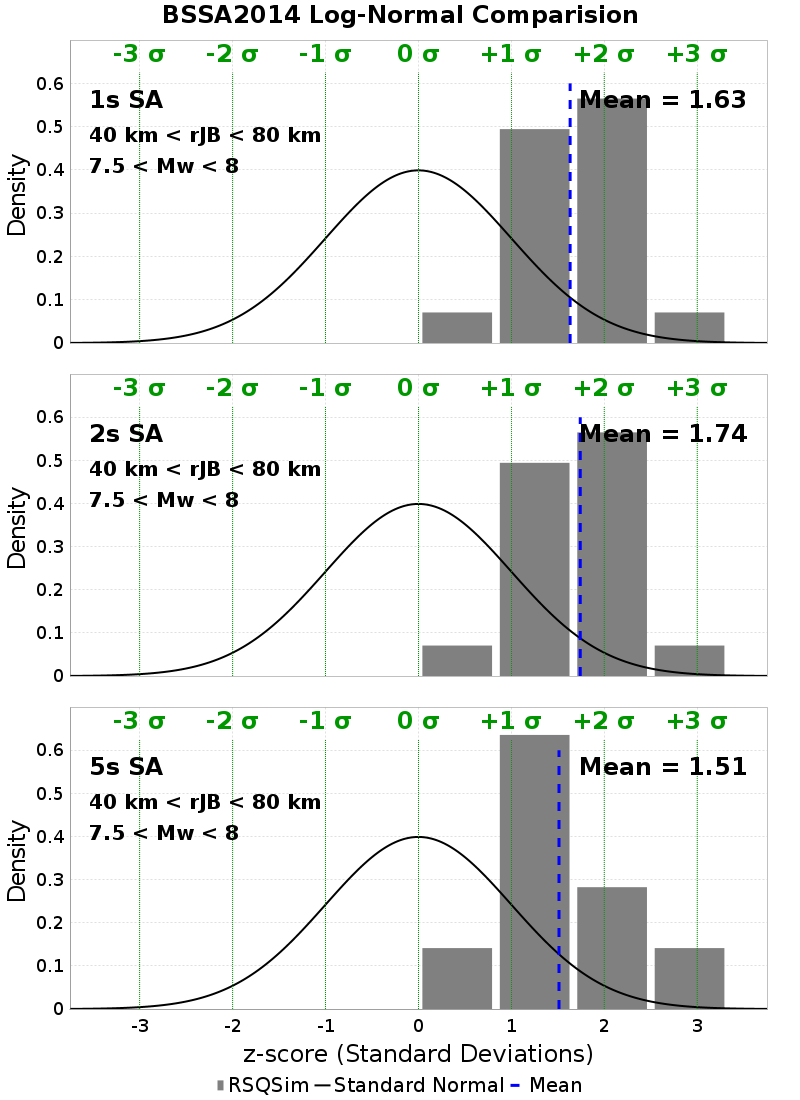 BSSA2014 Log-Normal Comparision
-3 σ -2 σ -1 σ 0 σ +1 σ +2 σ +3 σ
1s SA
Mean = 1.63
40 km < rJB < 80 km
7.5 < Mw < 8
0.6
0.5
0.4
0.3
0.2
0.1
0
Density
-3 σ -2 σ -1 σ 0 σ +1 σ +2 σ +3 σ
2s SA
Mean = 1.74
40 km < rJB < 80 km
7.5 < Mw < 8
0.6
0.5
0.4
0.3
0.2
0.1
0
Density
-3 σ -2 σ -1 σ 0 σ +1 σ +2 σ +3 σ
5s SA
Mean = 1.51
40 km < rJB < 80 km
7.5 < Mw < 8
0.6
0.5
0.4
0.3
0.2
0.1
0
Density
-3 -2 -1 0 1 2 3
z-score (Standard Deviations)
RSQSim Standard Normal Mean